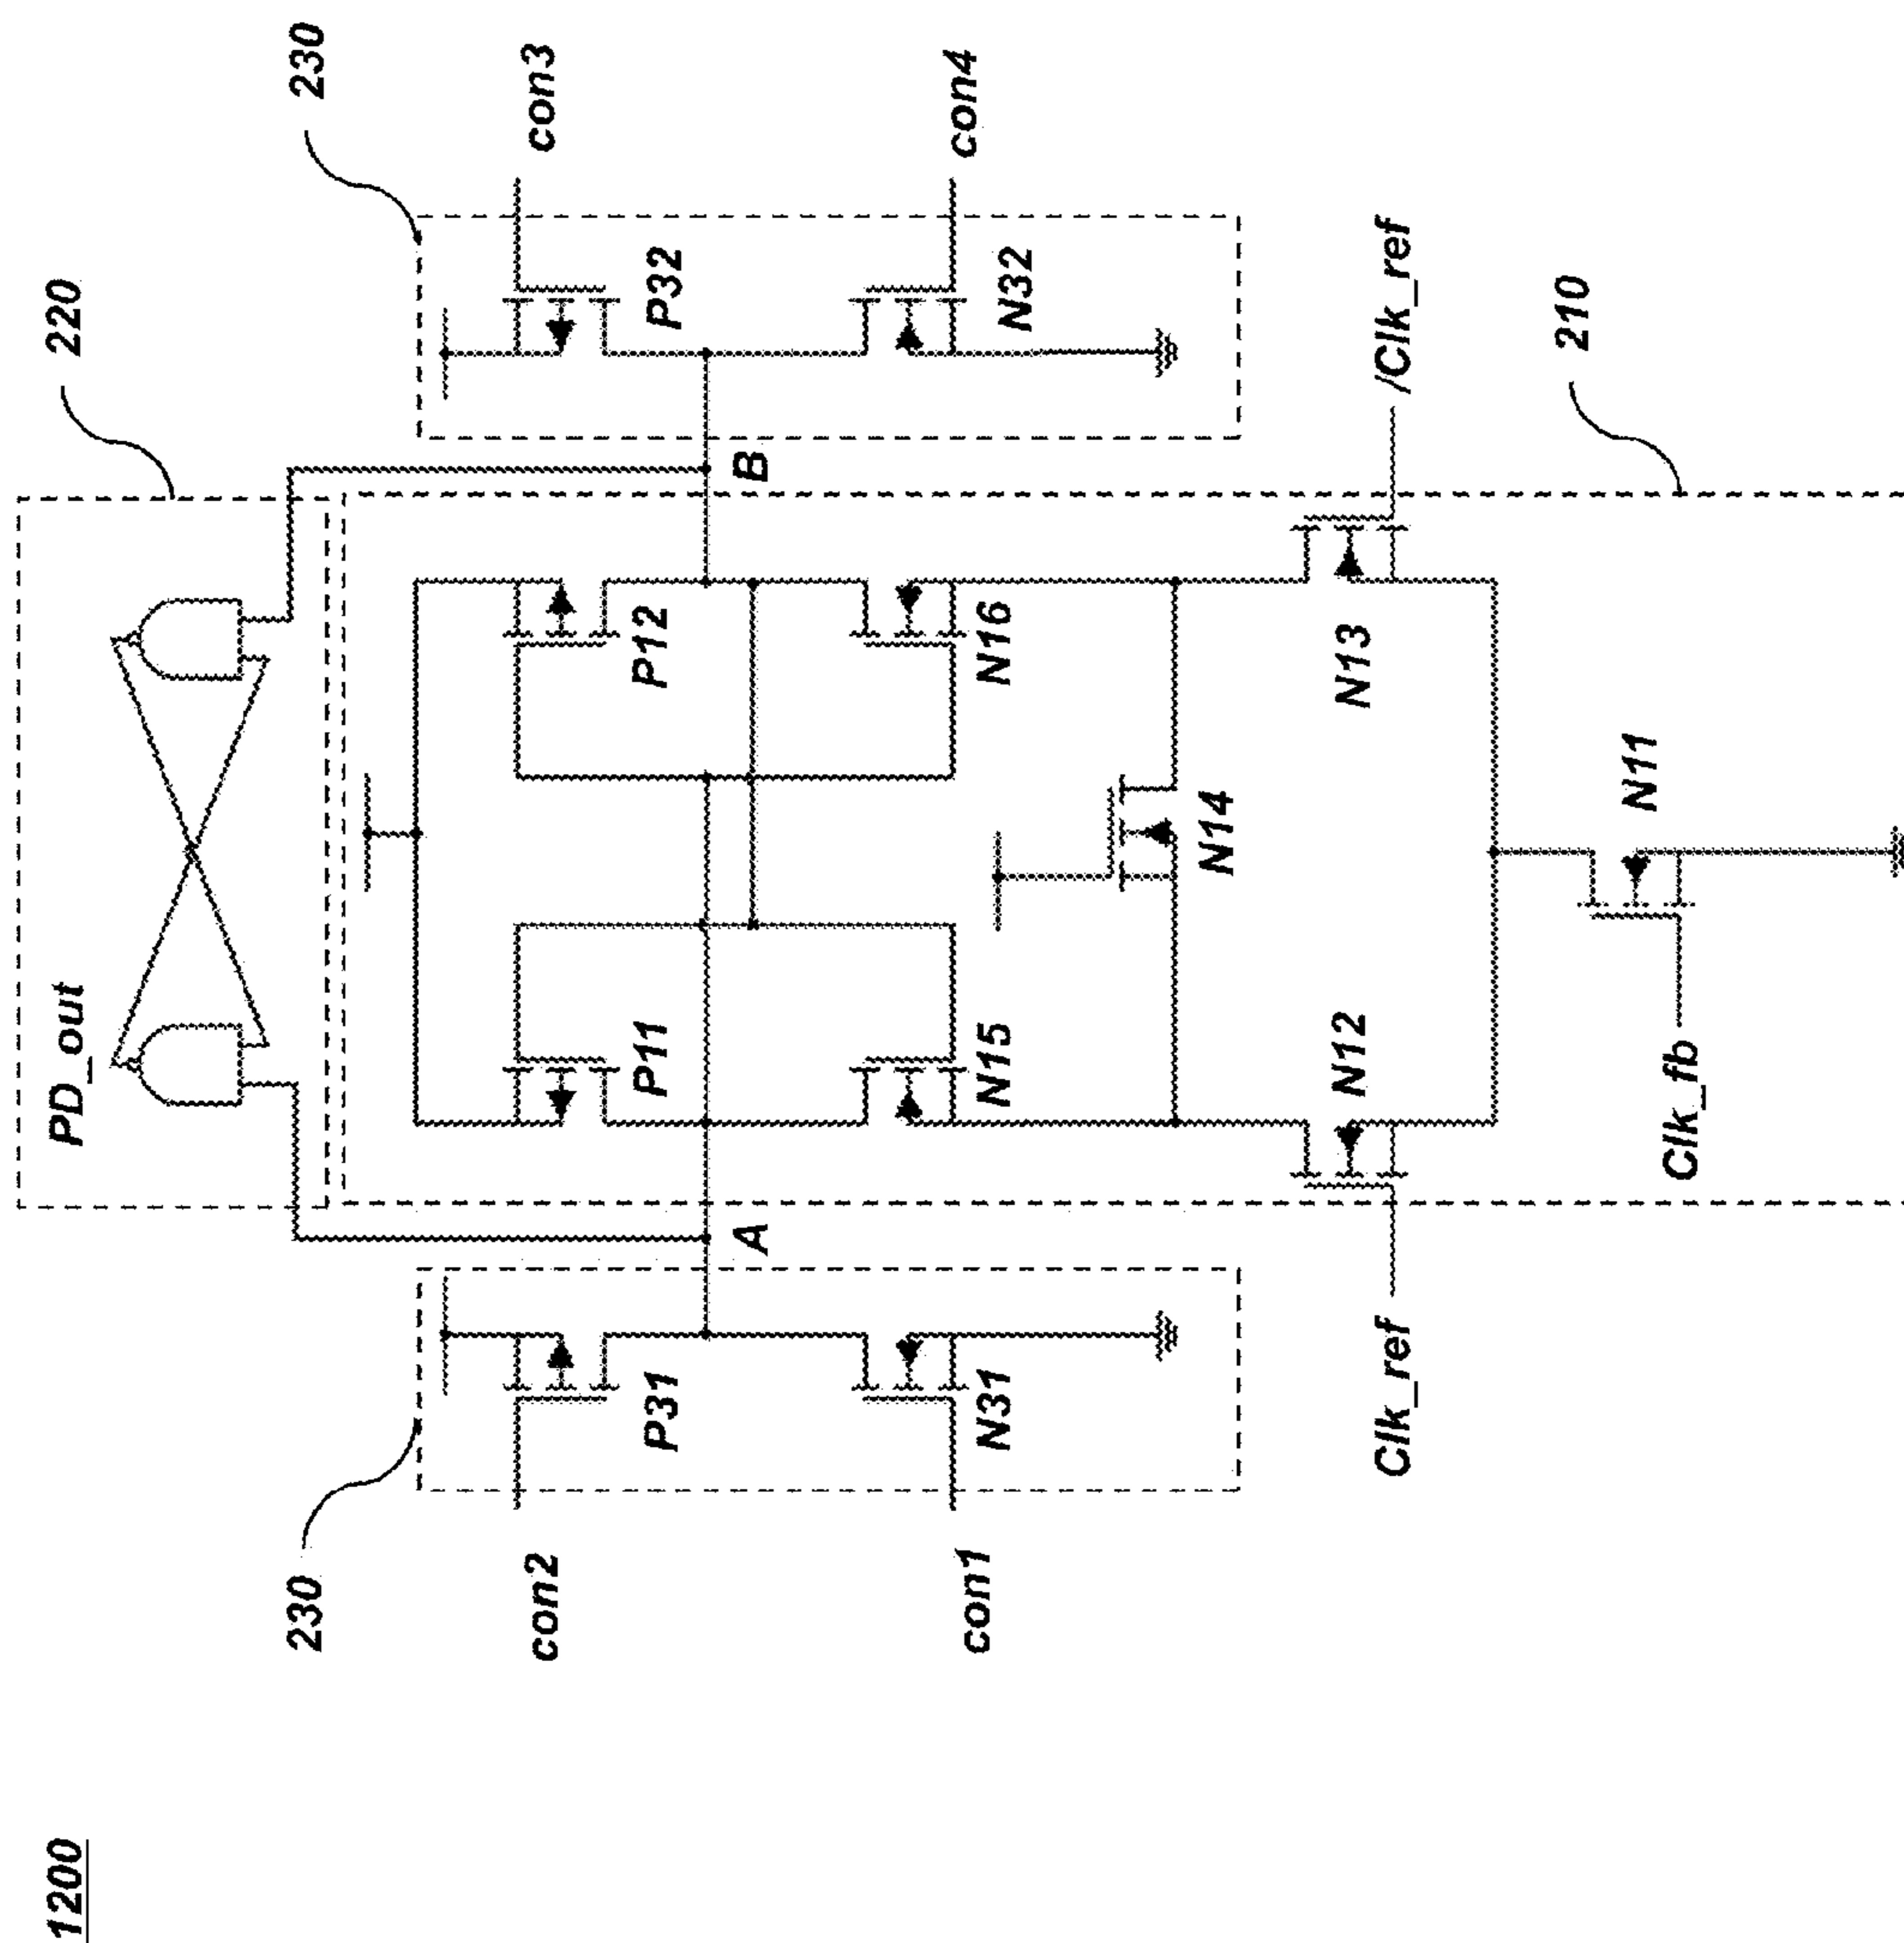 1200
PD_out
220
230
con2
P31
N31
con1
A
P11
N15
P12
N16
N14
B
230
con3
P32
N32
con4
Clk_ref
N12
N13
/Clk_ref
Clk_fb
N11
210